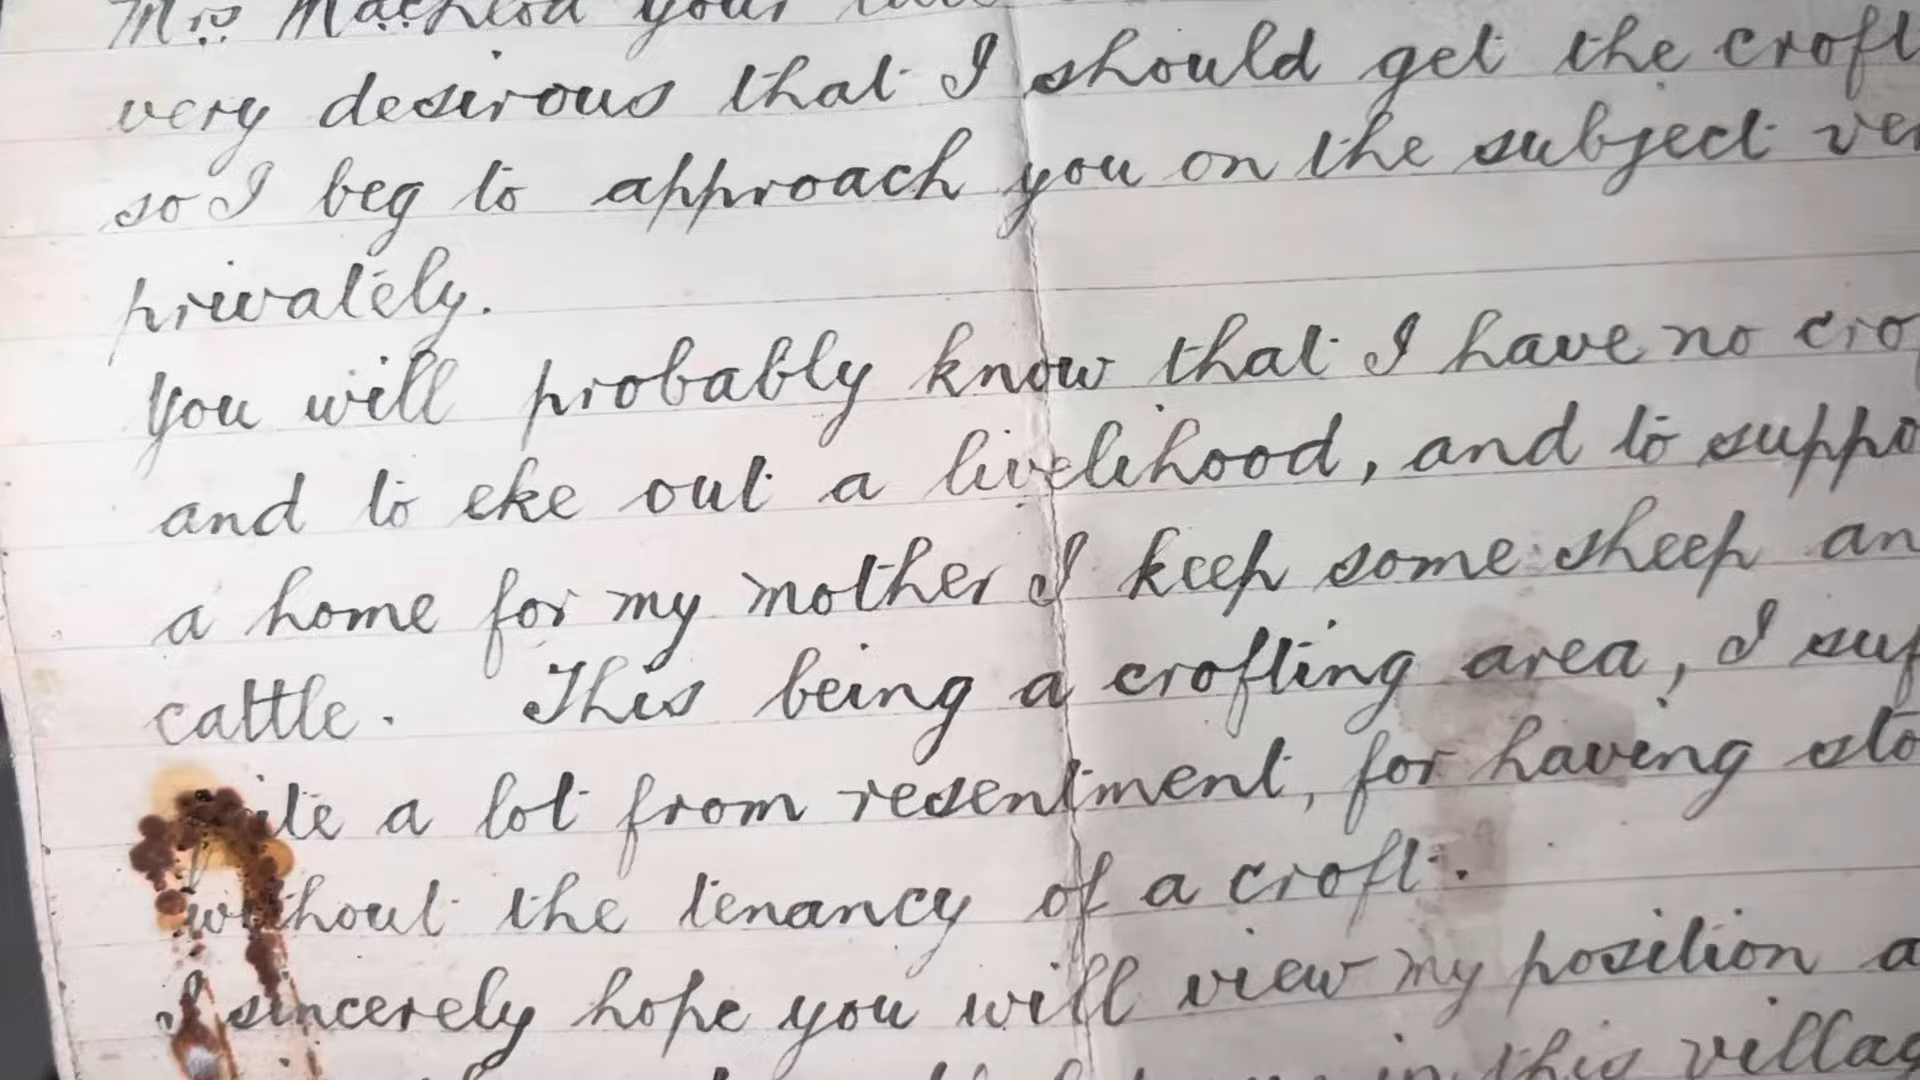 Mrs Macleod your
very desirous that I should get the croft
so I beg to approach you on the subject
privately.
You will probably know that I have no
and to eke out a livelihood, and to
a home for my mother I keep some sheep
cattle. This being a crofting area, I
a lot from resentment, for having
without the tenancy of a croft.
I sincerely hope you will view my position
in this